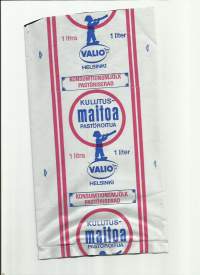 1 litra 1 liter
VALIO
HELSINKI
KONSUMTIONSMJÖLK
PASTÖRISERAD
KULUTUS-
maitoa
PASTÖROITUA
1 litra 1 liter
VALIO
HELSINKI
KONSUMTIONSMJÖLK
PASTÖRISERAD
KULUTUS-
maitoa
PASTÖROITUA